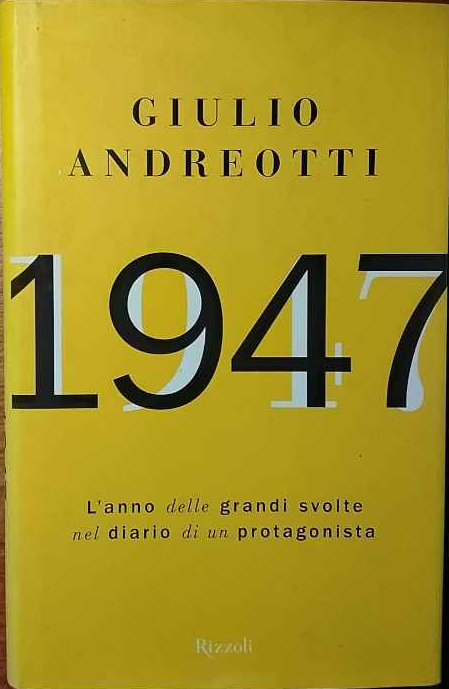 GIULIO
ANDREOTTI
1947
L'anno delle grandi svolte
nel diario di un protagonista
Rizzoli